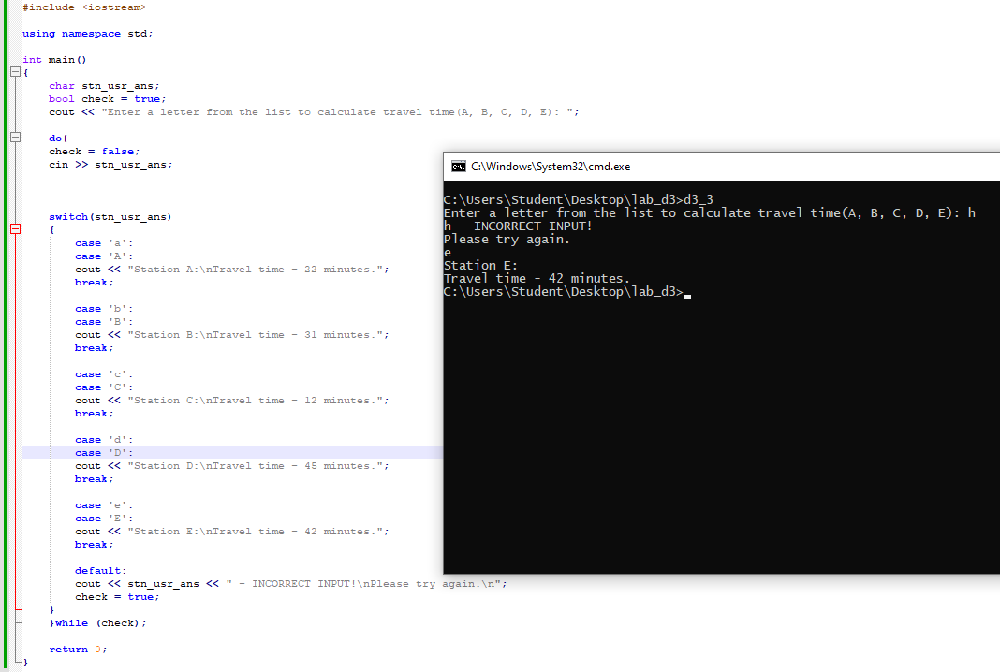 #include <iostream>
using namespace std;
int main()
{
char stn_usr_ans;
bool check = true;
cout << "Enter a letter from the list to calculate travel time(A, B, C, D, E): ";
do{
check = false;
cin >> stn_usr_ans;
switch(stn_usr_ans)
{
case 'a':
case 'A':
cout << "Station A:\nTravel time - 22 minutes.";
break;
case 'b':
case 'B':
cout << "Station B:\nTravel time - 31 minutes.";
break;
case 'c':
case 'C':
cout << "Station C:\nTravel time - 12 minutes.";
break;
case 'd':
case 'D':
cout << "Station D:\nTravel time - 45 minutes.";
break;
case 'e':
case 'E':
cout << "Station E:\nTravel time - 42 minutes.";
break;
default:
cout << stn_usr_ans << " - INCORRECT INPUT!\nPlease try again.\n";
check = true;
}
}while (check);
return 0;
}
C:\Windows\System32\cmd.exe
C:\Users\Student\Desktop\lab_d3>d3_3
Enter a letter from the list to calculate travel time(A, B, C, D, E): h
h - INCORRECT INPUT!
Please try again.
e
Station E:
Travel time - 42 minutes.
C:\Users\Student\Desktop\lab_d3>